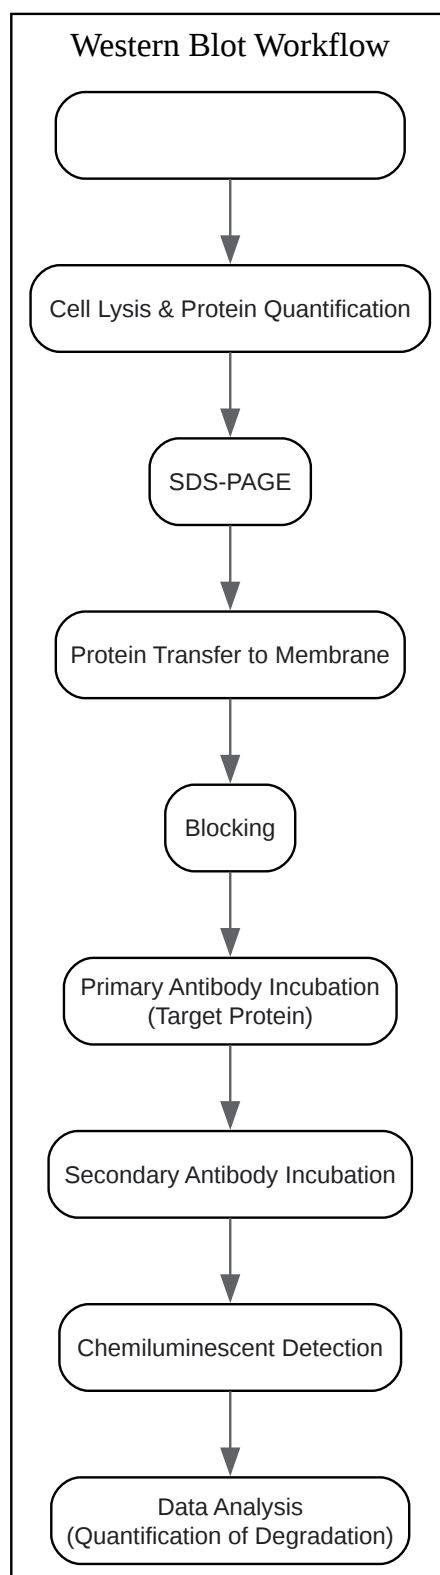 Western Blot Workflow
Cell Lysis & Protein Quantification
SDS-PAGE
Protein Transfer to Membrane
Blocking
Primary Antibody Incubation
(Target Protein)
Secondary Antibody Incubation
Chemiluminescent Detection
Data Analysis
(Quantification of Degradation)